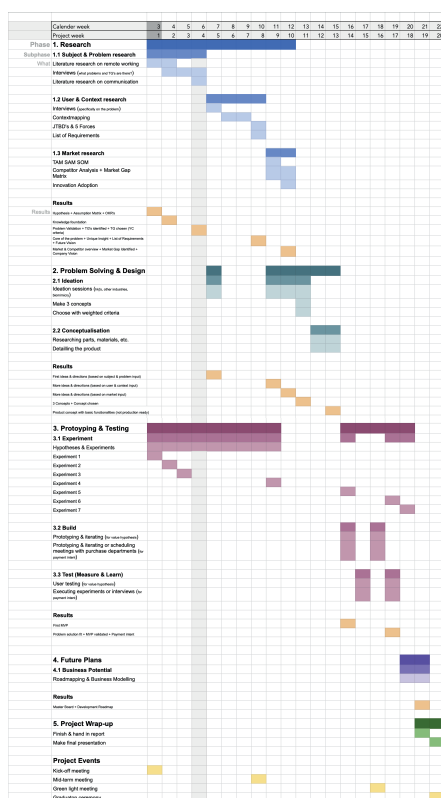 Calender week 3 4 5 6 7 8 9 10 11 12 13 14 15 16 17 18 19 20 21 22
Project week 1 2 3 4 5 6 7 8 9 10 11 12 13 14 15 16 17 18 19 20
Phase 1. Research
Subphase 1.1 Subject & Problem research
What Literature research on remote working
Interviews (what problems and TG's are there?)
Literature research on communication
1.2 User & Context research
Interviews (specifically on the problem)
Contextmapping
JTBD's & 5 Forces
List of Requirements
1.3 Market research
TAM SAM SOM
Competitor Analysis + Market Gap
Matrix
Innovation Adoption
Results
Results Hypothesis + Assumption Matrix +
Knowledge foundation
Problem Validation + TG's identified + TG chosen (YC
criteria)
Core of the problem + Unique Insight + List of Requirements
+ Future Vision
Market & Competitor overview + Market Gap Identified +
Company Vision
2. Problem Solving & Design
2.1 Ideation
Ideation sessions (HKJs, other industries,
biomimicry)
Make 3 concepts
Choose with weighted criteria
2.2 Conceptualisation
Researching parts, materials, etc.
Detailling the product
Results
First ideas & directions (based on subject & problem input)
More ideas & directions (based on user & context input)
More ideas & directions (based on market input)
3 Concepts + Concept chosen
Product concept with basic functionalities (not production ready)
3. Protoyping & Testing
3.1 Experiment
Hypotheses & Experiments
Experiment 1
Experiment 2
Experiment 3
Experiment 4
Experiment 5
Experiment 6
Experiment 7
3.2 Build
Prototyping & iterating (for value hypothesis)
Prototyping & iterating or scheduling
meetings with purchase departments (for
payment intent)
3.3 Test (Measure & Learn)
User testing (for value hypothesis)
Executing experiments or interviews (for
payment intent)
Results
First MVP
Problem solution fit + MVP validated + Payment intent
4. Future Plans
4.1 Business Potential
Roadmapping & Business Modelling
Results
Master Board + Development Roadmap
5. Project Wrap-up
Finish & hand in report
Make final presentation
Project Events
Kick-off meeting
Mid-term meeting
Green light meeting
Graduation ceremony